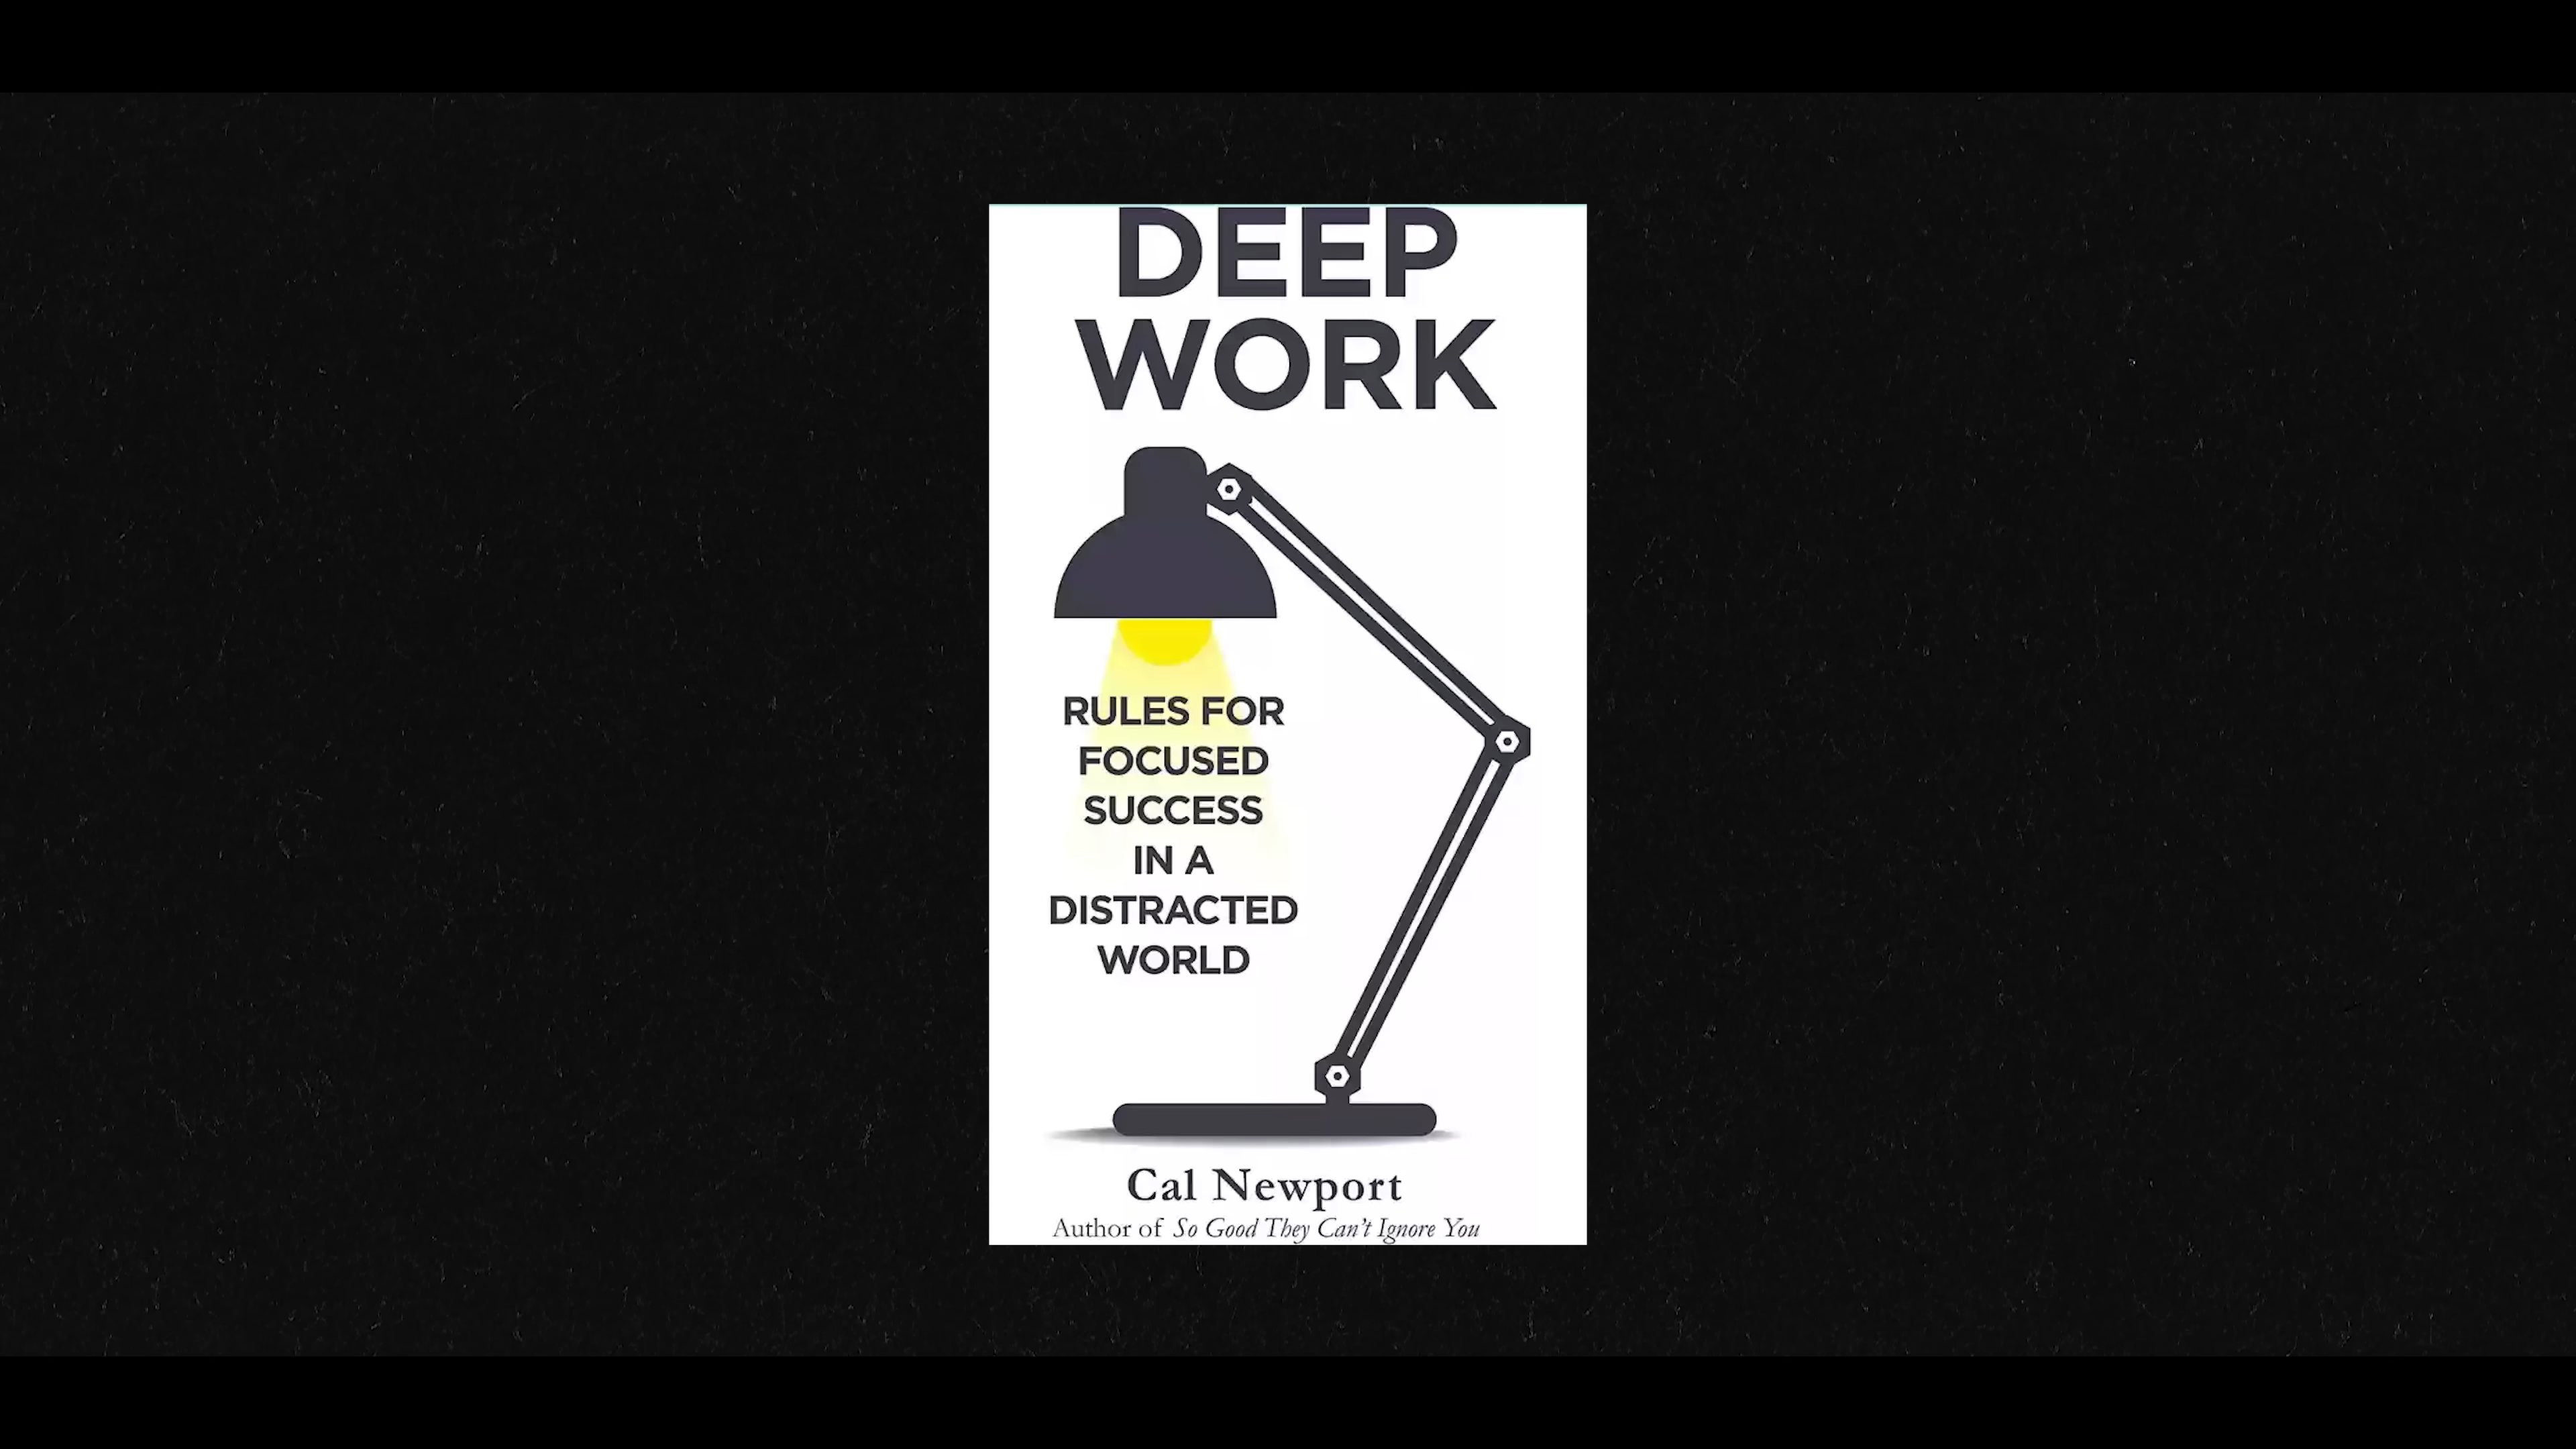 DEEP
WORK
RULES FOR
FOCUSED
SUCCESS
IN A
DISTRACTED
WORLD
Cal Newport
Author of So Good They Can't Ignore You